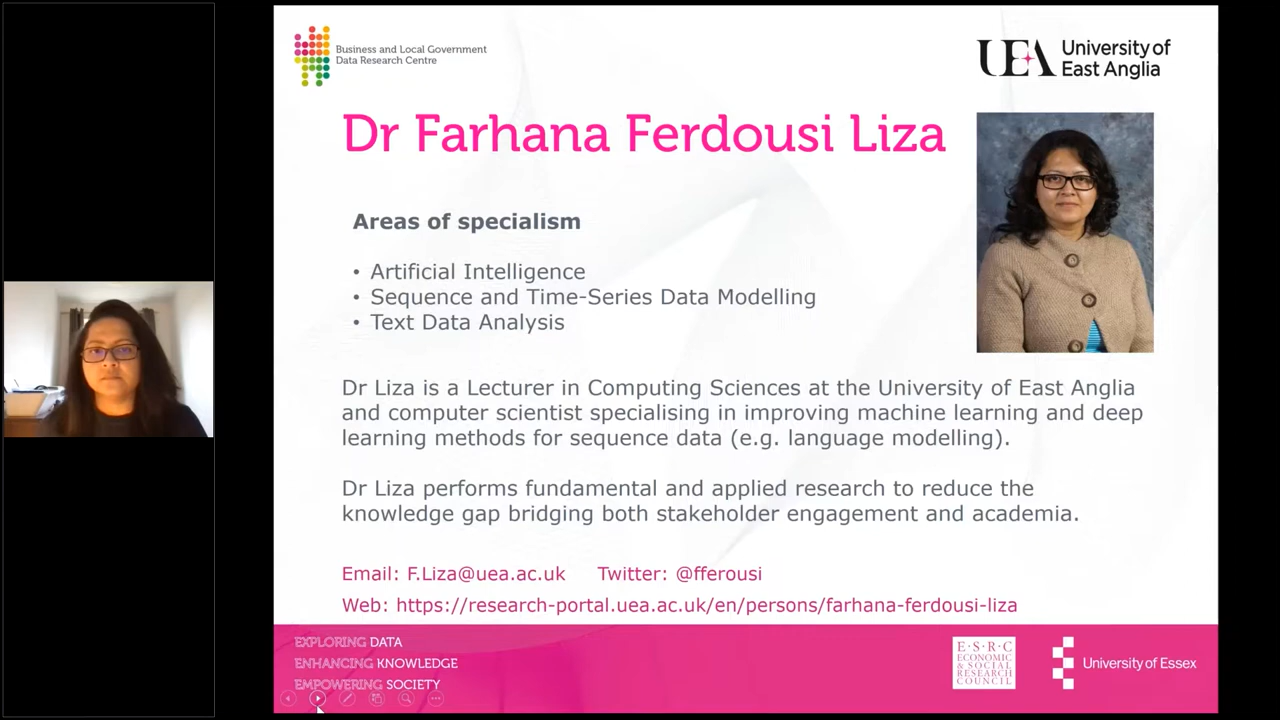 Business and Local Government
Data Research Centre
UEA University of
East Anglia
Dr Farhana Ferdousi Liza
Areas of specialism
• Artificial Intelligence
• Sequence and Time-Series Data Modelling
• Text Data Analysis
Dr Liza is a Lecturer in Computing Sciences at the University of East Anglia
and computer scientist specialising in improving machine learning and deep
learning methods for sequence data (e.g. language modelling).
Dr Liza performs fundamental and applied research to reduce the
knowledge gap bridging both stakeholder engagement and academia.
Email: F.Liza@uea.ac.uk Twitter: @fferousi
Web: https://research-portal.uea.ac.uk/en/persons/farhana-ferdousi-liza
EXPLORING DATA
ENHANCING KNOWLEDGE
EMPOWERING SOCIETY
E·S·R·C
ECONOMIC
& SOCIAL
RESEARCH
COUNCIL
University of Essex